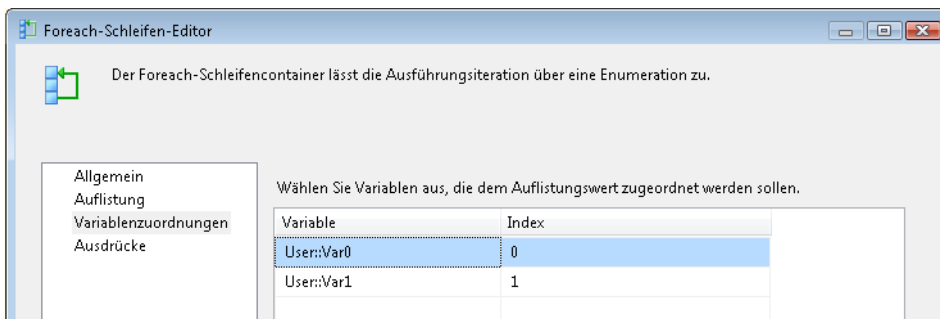 Foreach-Schleifen-Editor
Der Foreach-Schleifencontainer lässt die Ausführungsiteration über eine Enumeration zu.
Allgemein
Auflistung
Variablenzuordnungen
Ausdrücke
Wählen Sie Variablen aus, die dem Auflistungswert zugeordnet werden sollen.
Variable Index
User::Var0 0
User::Var1 1